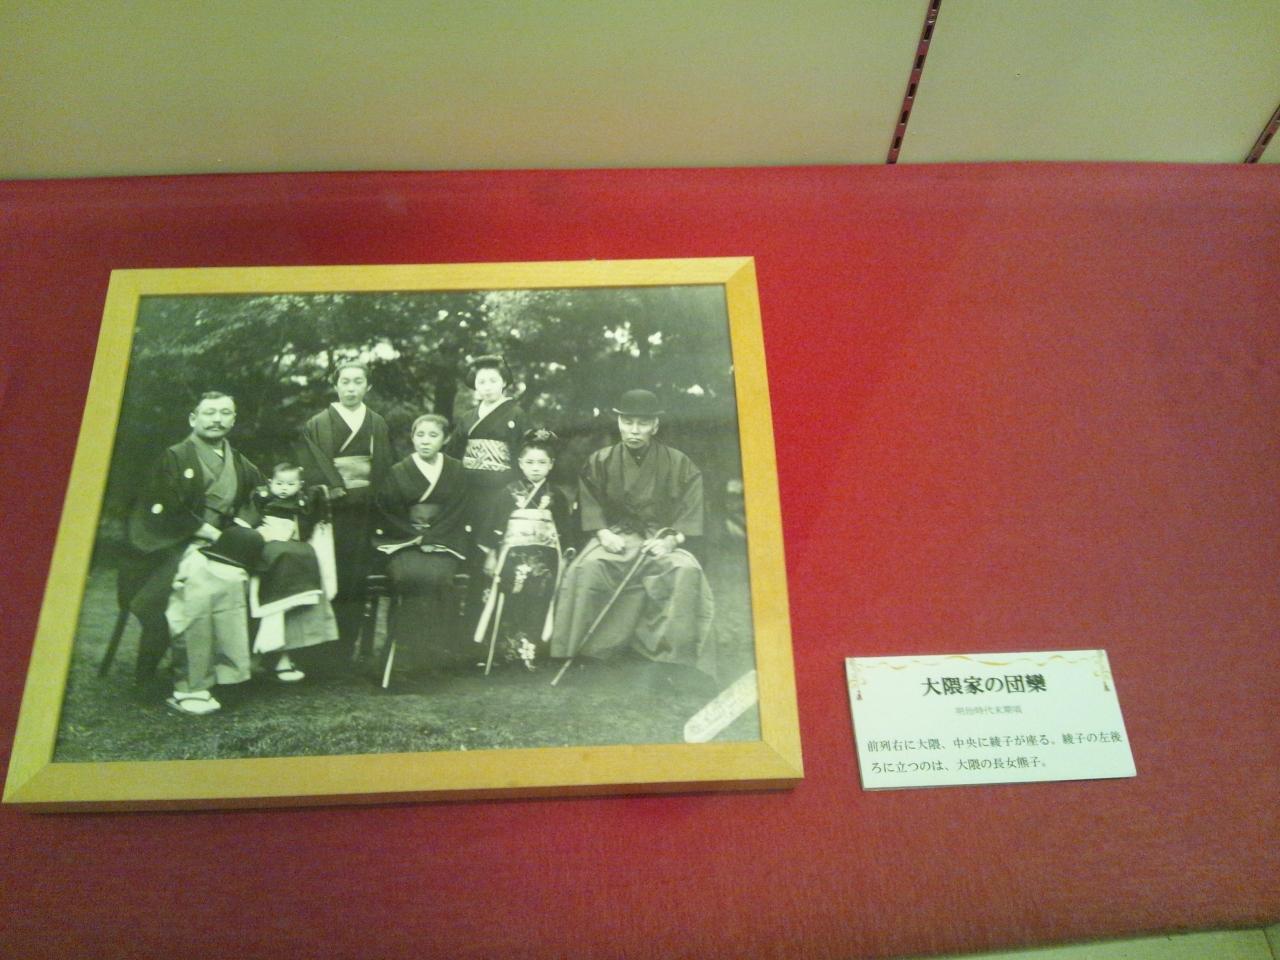 大隈家の団欒
明治時代末期頃
前列右に大隈、中央に綾子が座る。綾子の左後
ろに立つのは、大隈の長女熊子。